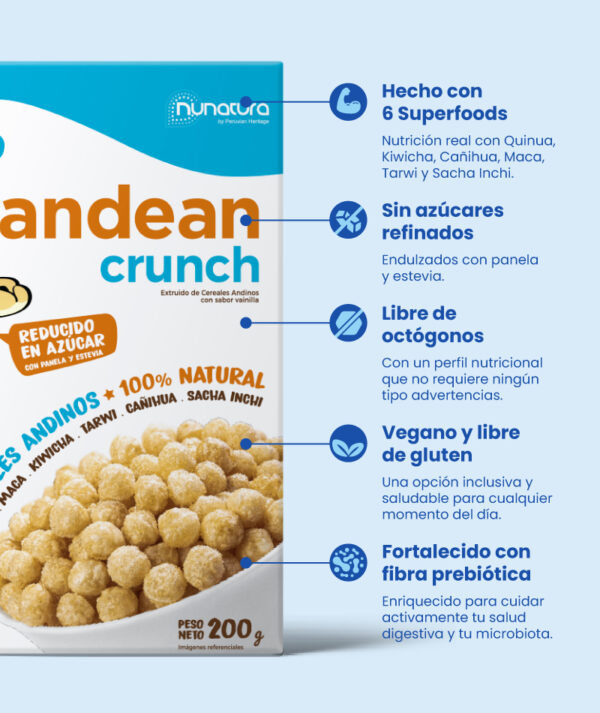 nunatura
by Peruvian Heritage
andean
crunch
Extruido de Cereales Andinos
con sabor vainilla
REDUCIDO
EN AZÚCAR
CON PANELA Y ESTEVIA
ES ANDINOS ★ 100% NATURAL
MACA . KIWICHA . TARWI . CAÑIHUA . SACHA INCHI
PESO
NETO 200g
Imágenes referenciales
Hecho con
6 Superfoods
Nutrición real con Quinua,
Kiwicha, Cañihua, Maca,
Tarwi y Sacha Inchi.
Sin azúcares
refinados
Endulzados con panela
y estevia.
Libre de
octógonos
Con un perfil nutricional
que no requiere ningún
tipo advertencias.
Vegano y libre
de gluten
Una opción inclusiva y
saludable para cualquier
momento del día.
Fortalecido con
fibra prebiótica
Enriquecido para cuidar
activamente tu salud
digestiva y tu microbiota.